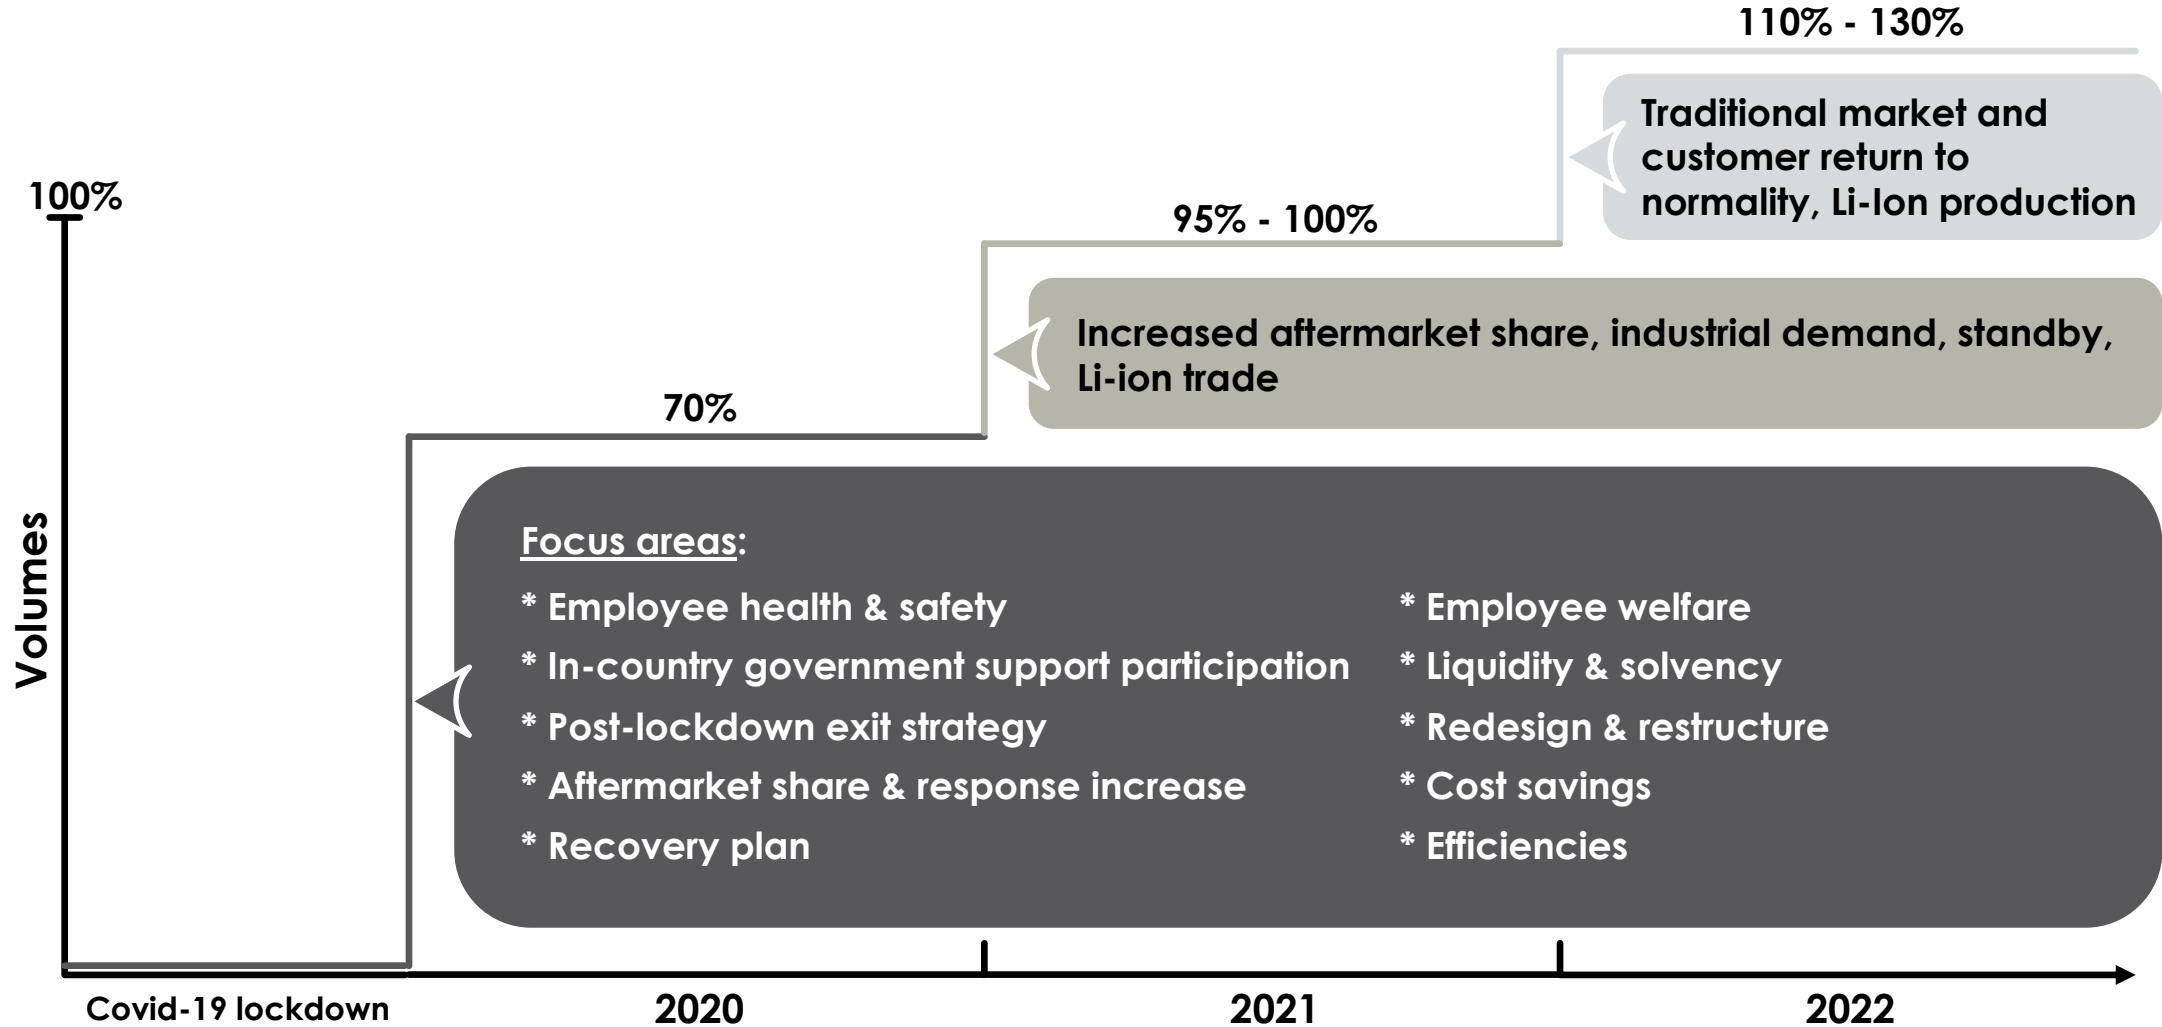 110% - 130%
Traditional market and
customer return to
normality, Li-Ion production
100%
95% - 100%
Increased aftermarket share, industrial demand, standby,
Li-ion trade
70%
Volumes
Focus areas:
* Employee health & safety
* In-country government support participation
* Post-lockdown exit strategy
* Aftermarket share & response increase
* Recovery plan
* Employee welfare
* Liquidity & solvency
* Redesign & restructure
* Cost savings
* Efficiencies
Covid-19 lockdown
2020
2021
2022